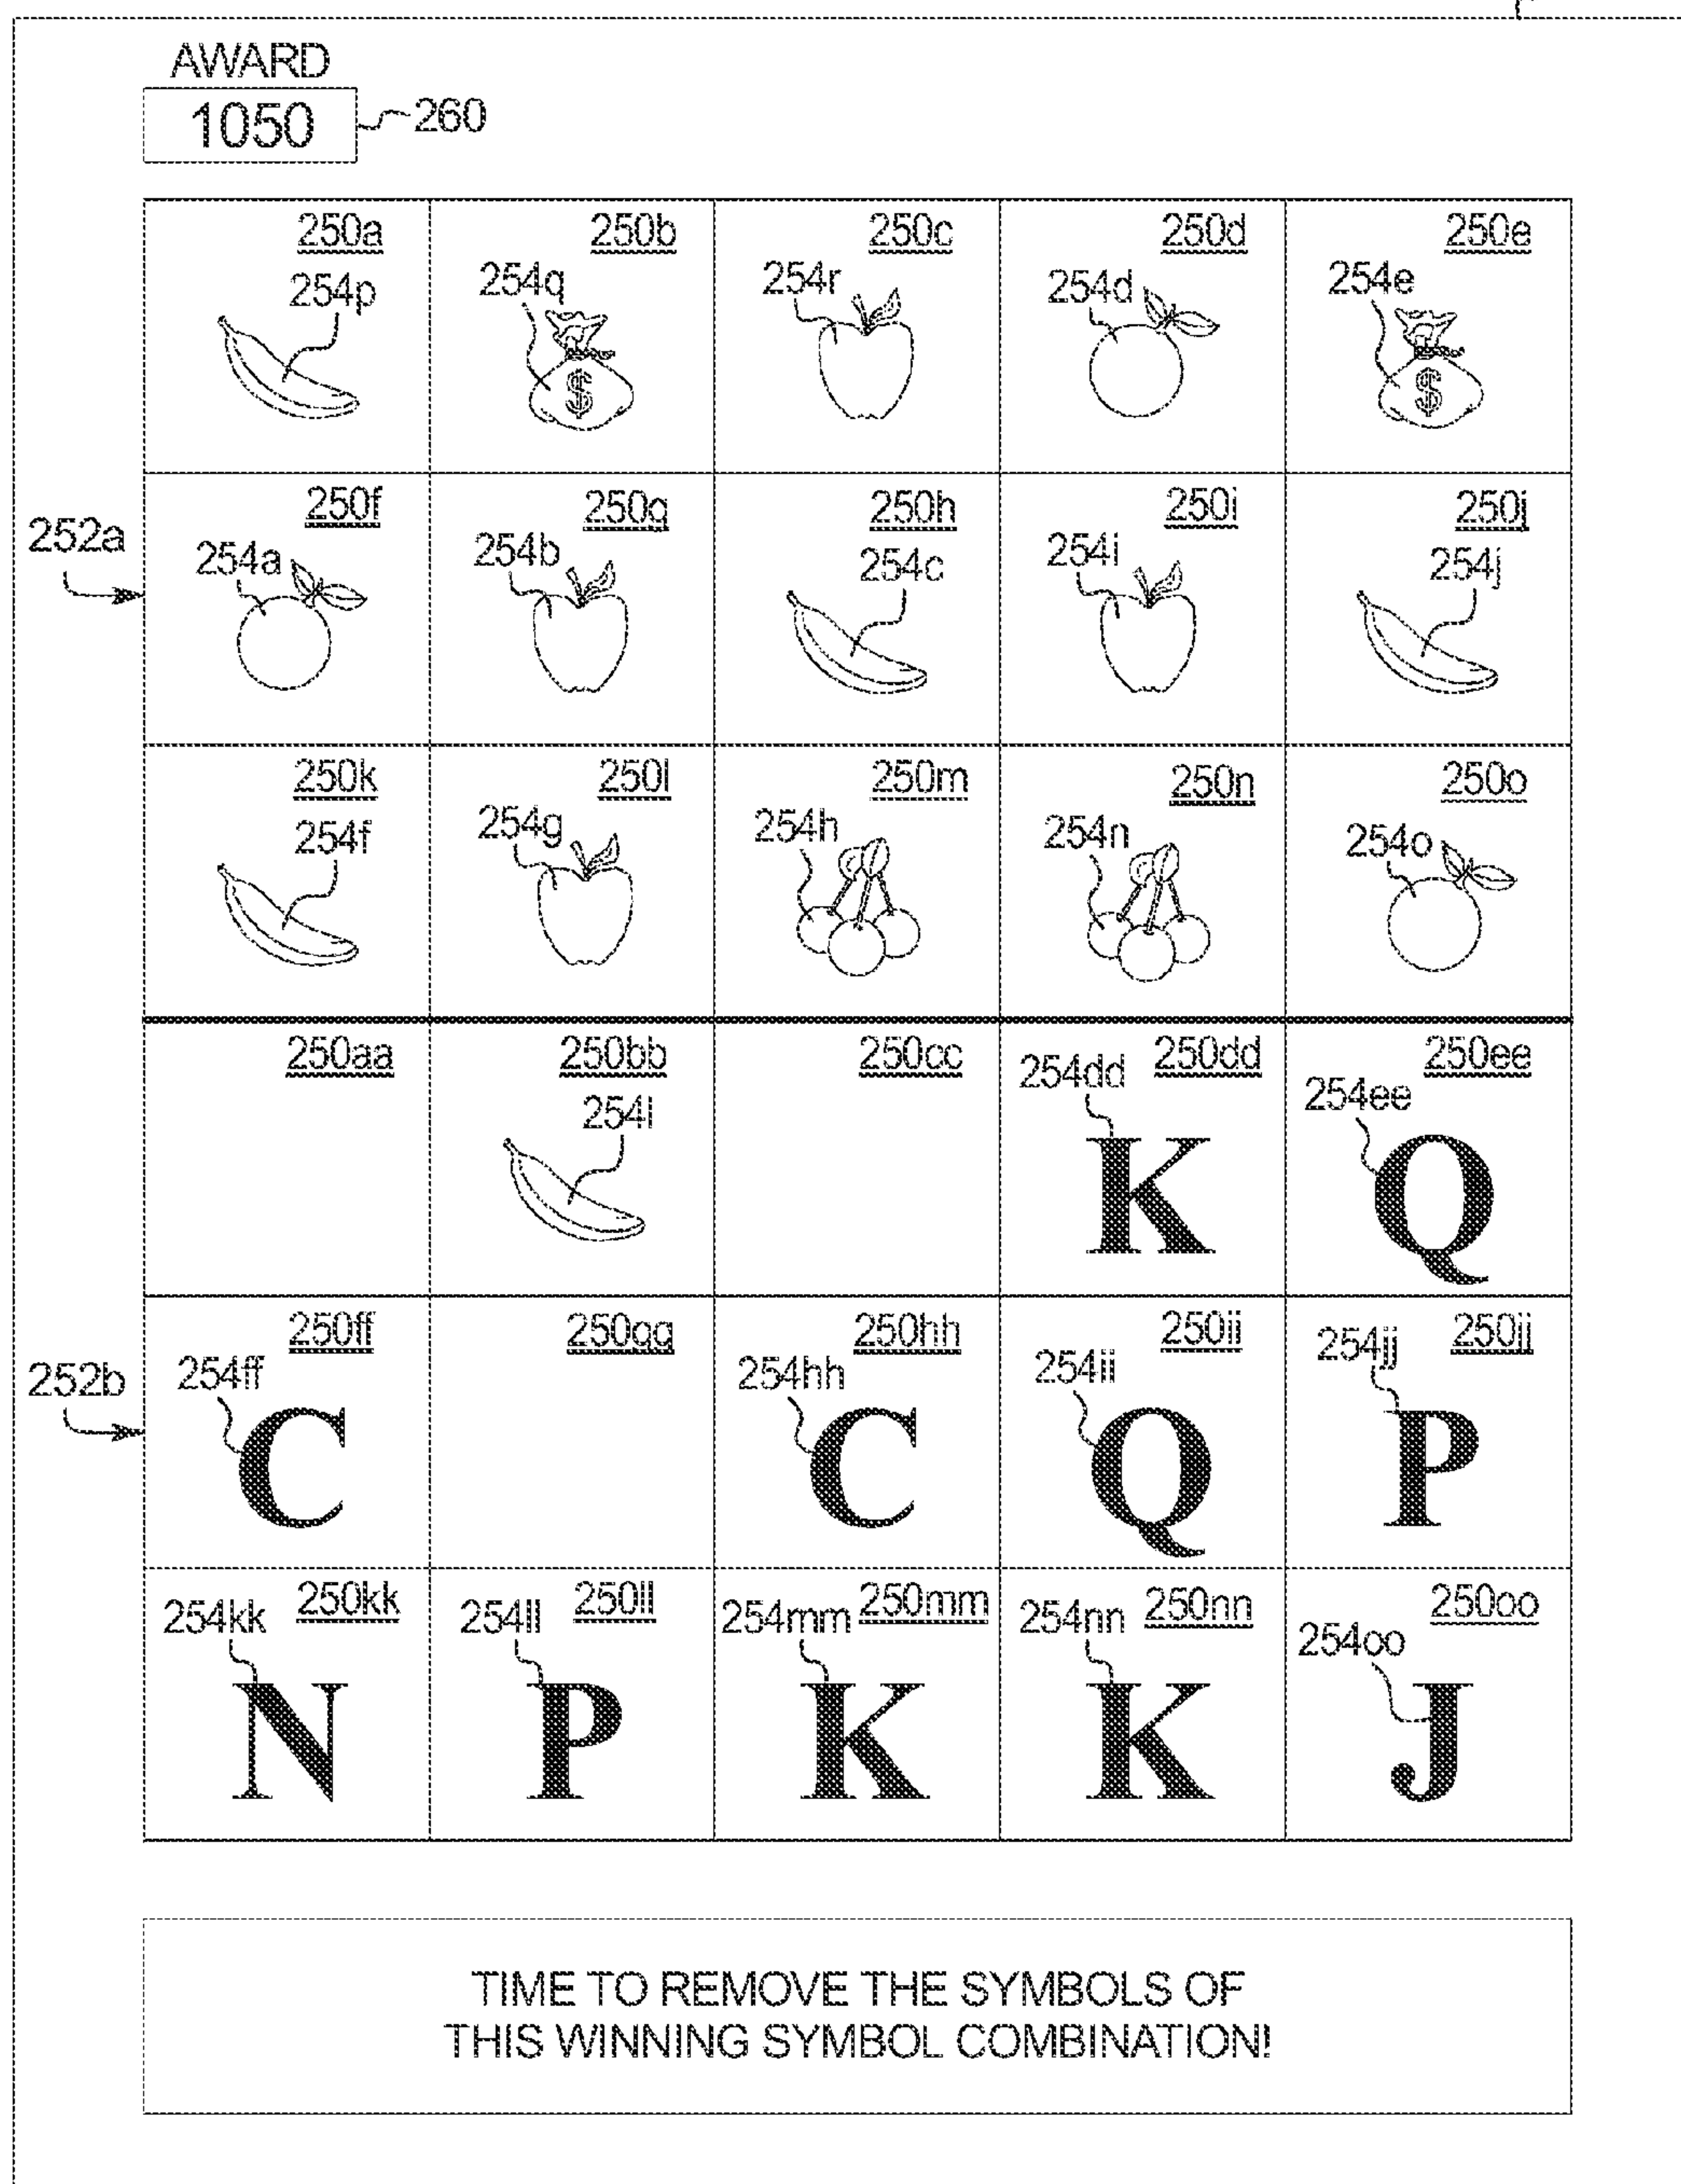 AWARD
1050
260
250a 250b 250c 250d 250e
254p 254q 254r 254d 254e
$ $
252a
250f 250g 250h 250i 250j
254a 254b 254c 254i 254j
250k 250l 250m 250n 250o
254f 254g 254h 254n 254o
250aa 250bb 250cc 254dd 250dd 250ee
254l 254ee
K Q
252b
250ff 250gg 250hh 250ii 254jj 250jj
254ff 254hh 254ii
C C Q P
254kk 250kk 254ll 250ll 254mm 250mm 254nn 250nn 250oo
254oo
N P K K J
TIME TO REMOVE THE SYMBOLS OF
THIS WINNING SYMBOL COMBINATION!